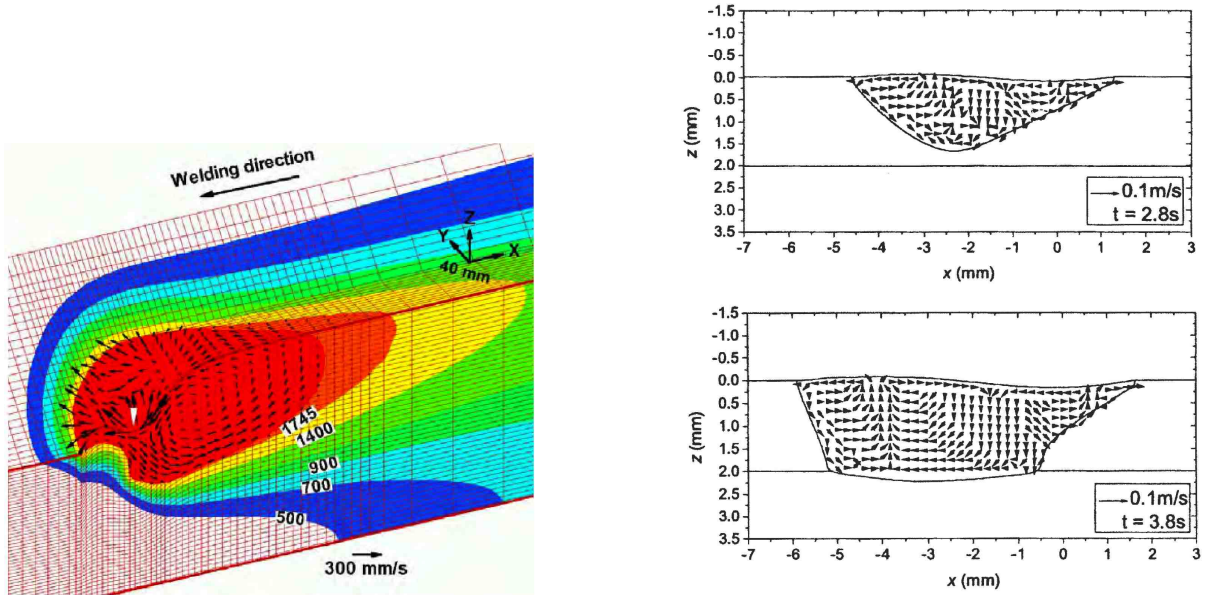 Welding direction
Z
Y
X
40 mm
1745
1400
900
700
500
300 mm/s
-1.5
-1.0
-0.5
0.0
0.5
1.0
1.5
2.0
2.5
3.0
3.5
z (mm)
0.1m/s
t = 2.8s
-7 -6 -5 -4 -3 -2 -1 0 1 2 3
x (mm)
-1.5
-1.0
-0.5
0.0
0.5
1.0
1.5
2.0
2.5
3.0
3.5
z (mm)
0.1m/s
t = 3.8s
-7 -6 -5 -4 -3 -2 -1 0 1 2 3
x (mm)